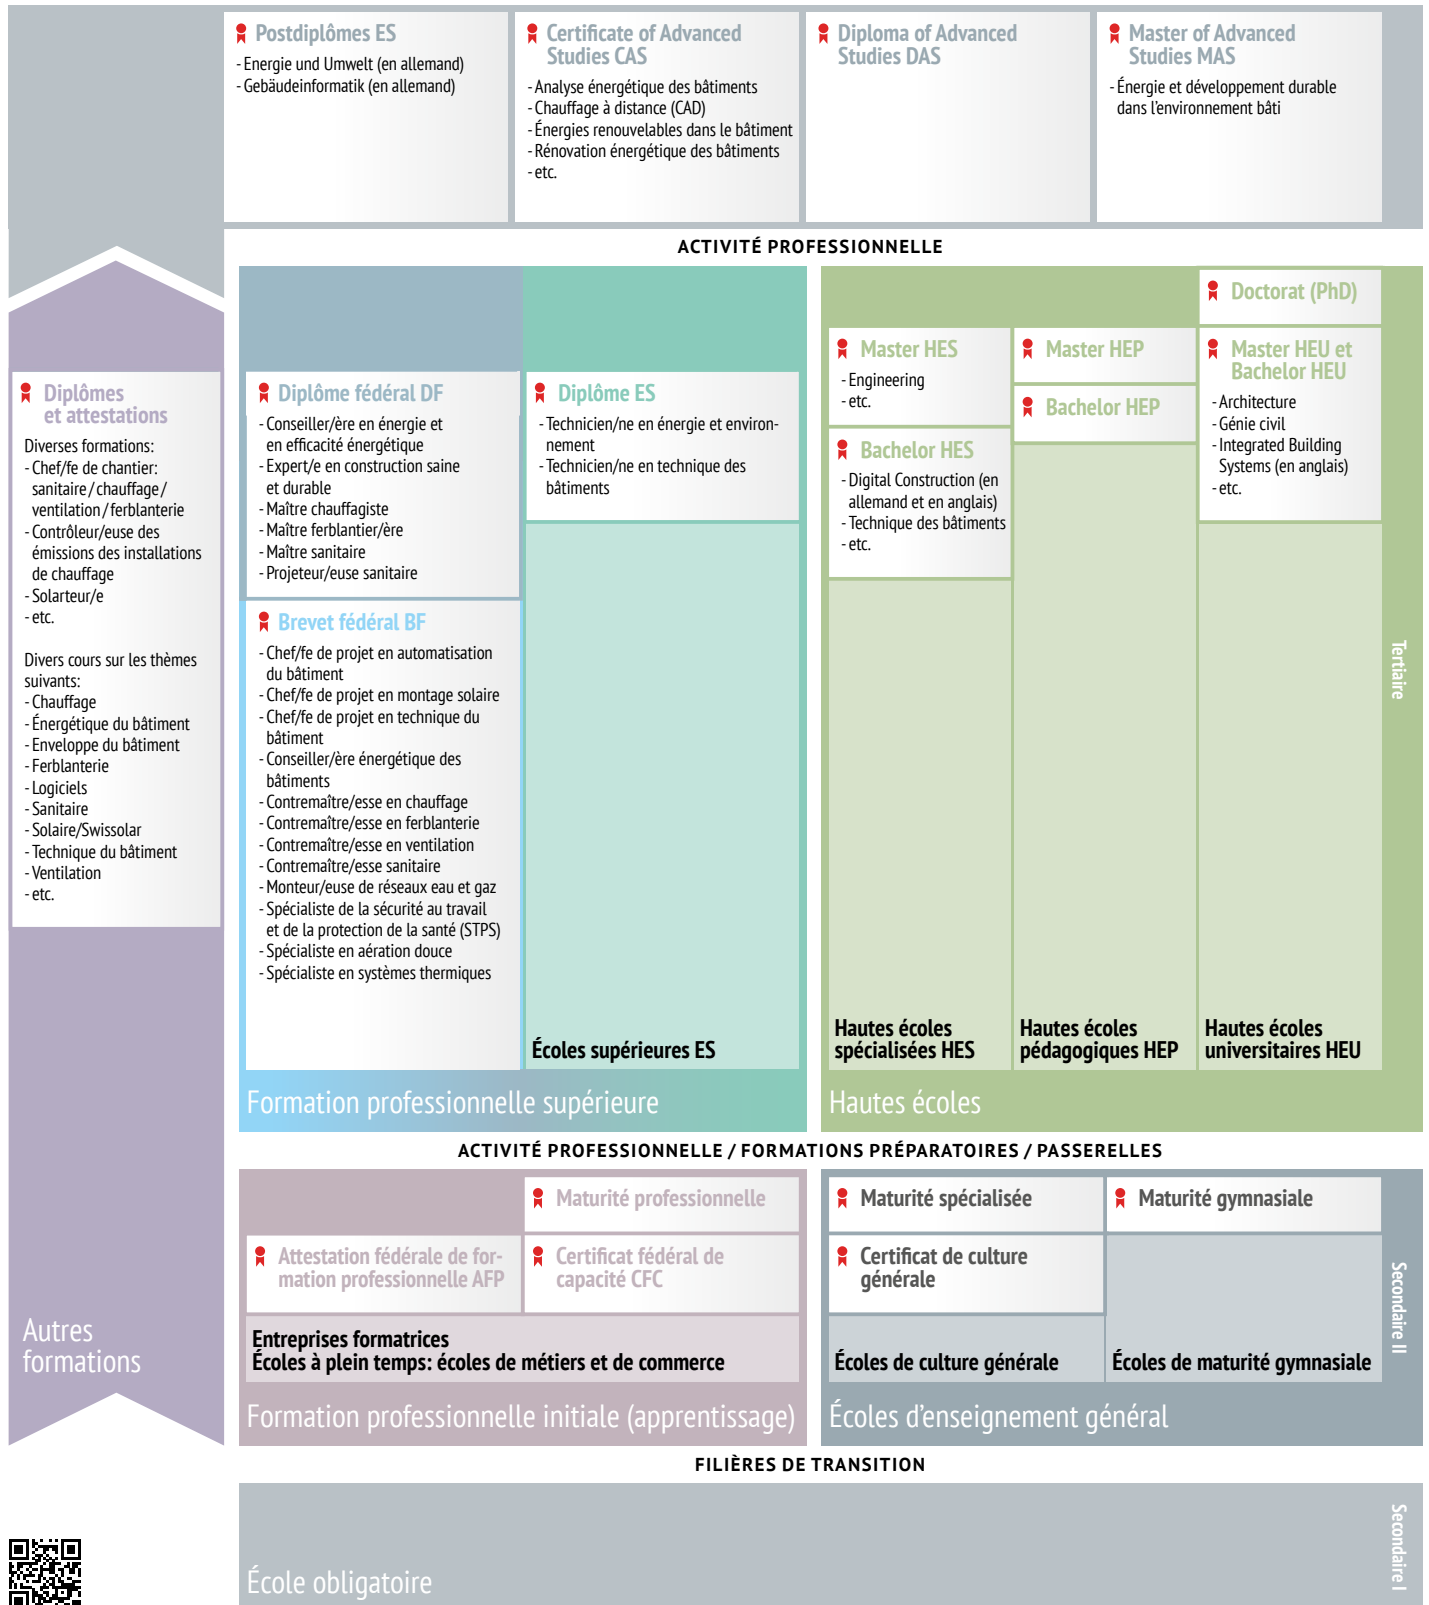 Postdiplômes ES
- Energie und Umwelt (en allemand)
- Gebäudeinformatik (en allemand)
Certificate of Advanced
Studies CAS
- Analyse énergétique des bâtiments
- Chauffage à distance (CAD)
- Énergies renouvelables dans le bâtiment
- Rénovation énergétique des bâtiments
- etc.
Diploma of Advanced
Studies DAS
Master of Advanced
Studies MAS
- Énergie et développement durable
dans l'environnement bâti
ACTIVITÉ PROFESSIONNELLE
Diplômes
et attestations
Diverses formations:
- Chef/fe de chantier:
sanitaire / chauffage /
ventilation / ferblanterie
- Contrôleur/euse des
émissions des installations
de chauffage
- Solarteur/e
- etc.
Divers cours sur les thèmes
suivants:
- Chauffage
- Énergétique du bâtiment
- Enveloppe du bâtiment
- Ferblanterie
- Logiciels
- Sanitaire
- Solaire/Swissolar
- Technique du bâtiment
- Ventilation
- etc.
Autres
formations
Diplôme fédéral DF
- Conseiller/ère en énergie et
en efficacité énergétique
- Expert/e en construction saine
et durable
- Maître chauffagiste
- Maître ferblantier/ère
- Maître sanitaire
- Projeteur/euse sanitaire
Brevet fédéral BF
- Chef/fe de projet en automatisation
du bâtiment
- Chef/fe de projet en montage solaire
- Chef/fe de projet en technique du
bâtiment
- Conseiller/ère énergétique des
bâtiments
- Contremaître/esse en chauffage
- Contremaître/esse en ferblanterie
- Contremaître/esse en ventilation
- Contremaître/esse sanitaire
- Monteur/euse de réseaux eau et gaz
- Spécialiste de la sécurité au travail
et de la protection de la santé (STPS)
- Spécialiste en aération douce
- Spécialiste en systèmes thermiques
Diplôme ES
- Technicien/ne en énergie et environ-
nement
- Technicien/ne en technique des
bâtiments
Écoles supérieures ES
Formation professionnelle supérieure
Master HES
- Engineering
- etc.
Bachelor HES
- Digital Construction (en
allemand et en anglais)
- Technique des bâtiments
- etc.
Hautes écoles
spécialisées HES
Master HEP
Bachelor HEP
Hautes écoles
pédagogiques HEP
Doctorat (PhD)
Master HEU et
Bachelor HEU
- Architecture
- Génie civil
- Integrated Building
Systems (en anglais)
- etc.
Hautes écoles
universitaires HEU
Hautes écoles
Tertiaire
ACTIVITÉ PROFESSIONNELLE / FORMATIONS PRÉPARATOIRES / PASSERELLES
Maturité professionnelle
Attestation fédérale de for-
mation professionnelle AFP
Certificat fédéral de
capacité CFC
Entreprises formatrices
Écoles à plein temps: écoles de métiers et de commerce
Formation professionnelle initiale (apprentissage)
Maturité spécialisée
Certificat de culture
générale
Écoles de culture générale
Maturité gymnasiale
Écoles de maturité gymnasiale
Écoles d'enseignement général
Secondaire II
FILIÈRES DE TRANSITION
École obligatoire
Secondaire I